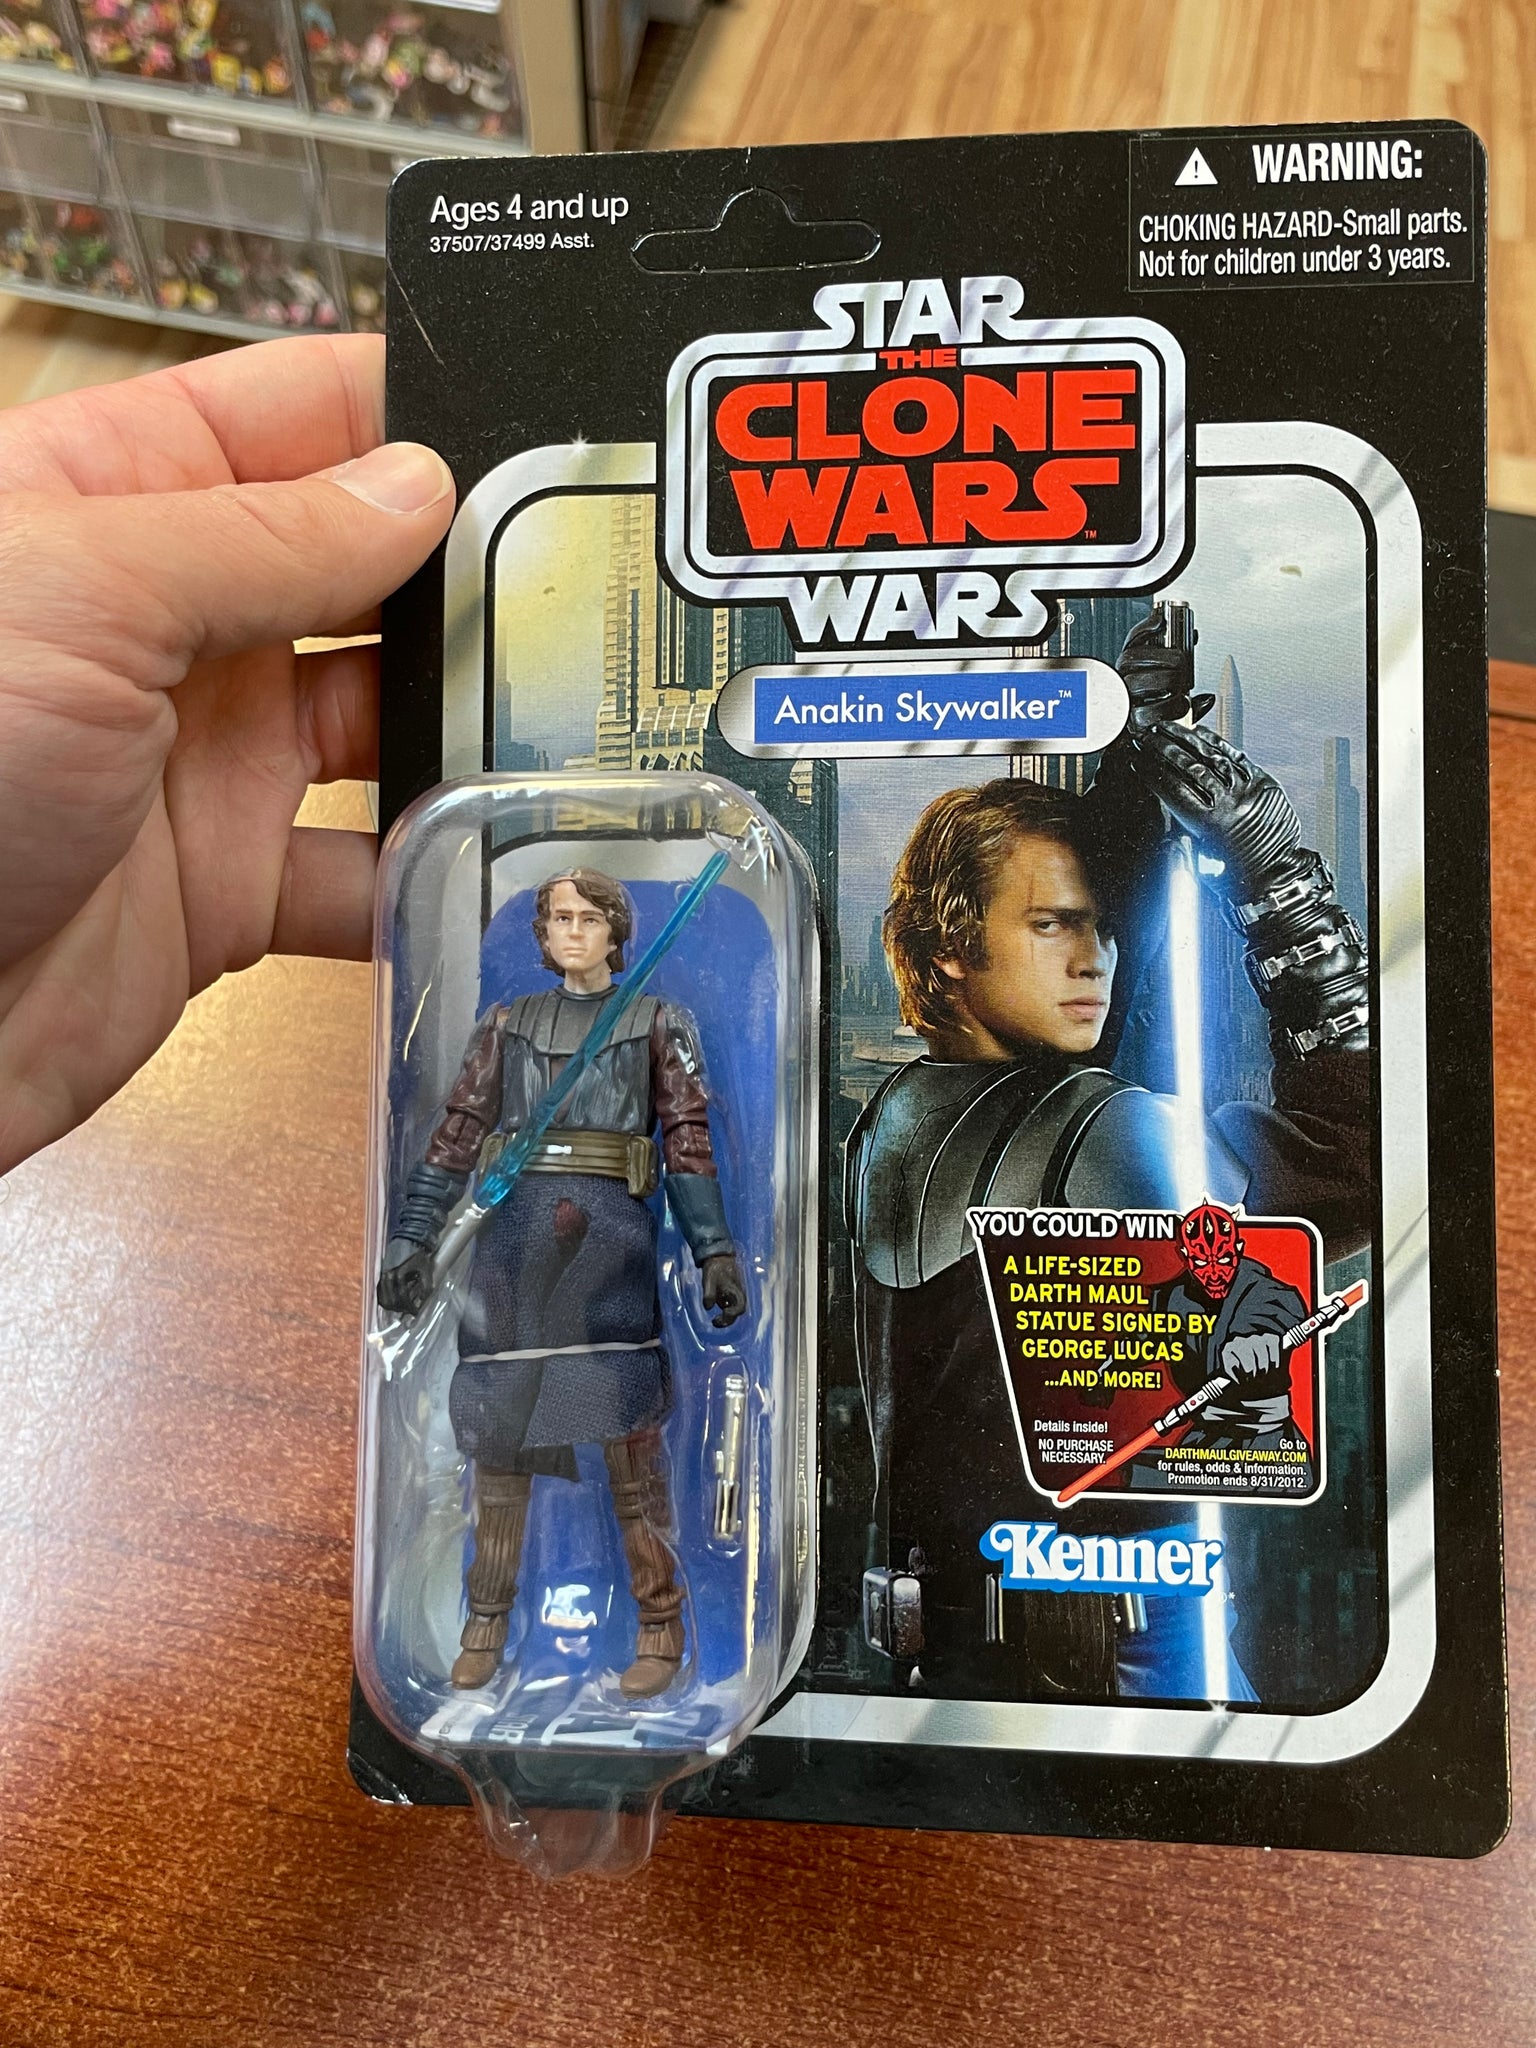 Ages 4 and up
37507/37499 Asst.
WARNING:
CHOKING HAZARD-Small parts.
Not for children under 3 years.
STAR
THE
CLONE
WARS™
WARS®
Anakin Skywalker™
YOU COULD WIN
A LIFE-SIZED
DARTH MAUL
STATUE SIGNED BY
GEORGE LUCAS
...AND MORE!
Details inside!
NO PURCHASE
NECESSARY.
Go to
DARTHMAULGIVEAWAY.COM
for rules, odds & information.
Promotion ends 8/31/2012.
Kenner